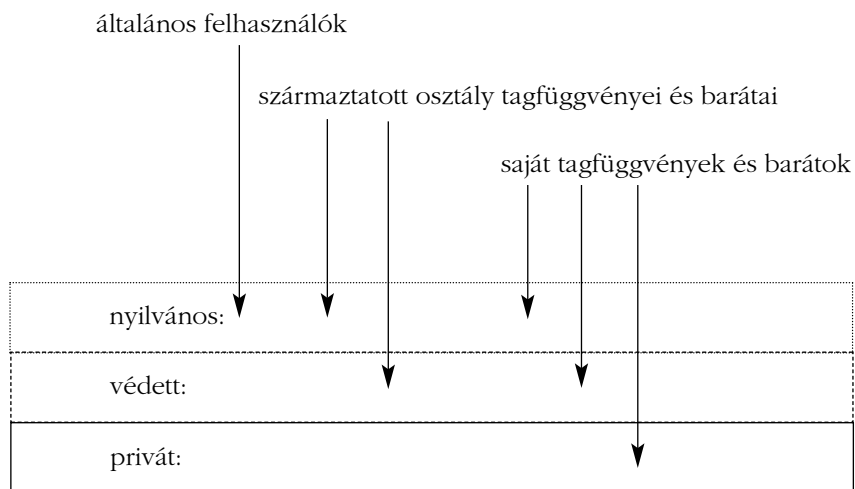 általános felhasználók
származtatott osztály tagfüggvényei és barátai
saját tagfüggvények és barátok
nyilvános:
védett:
privát: